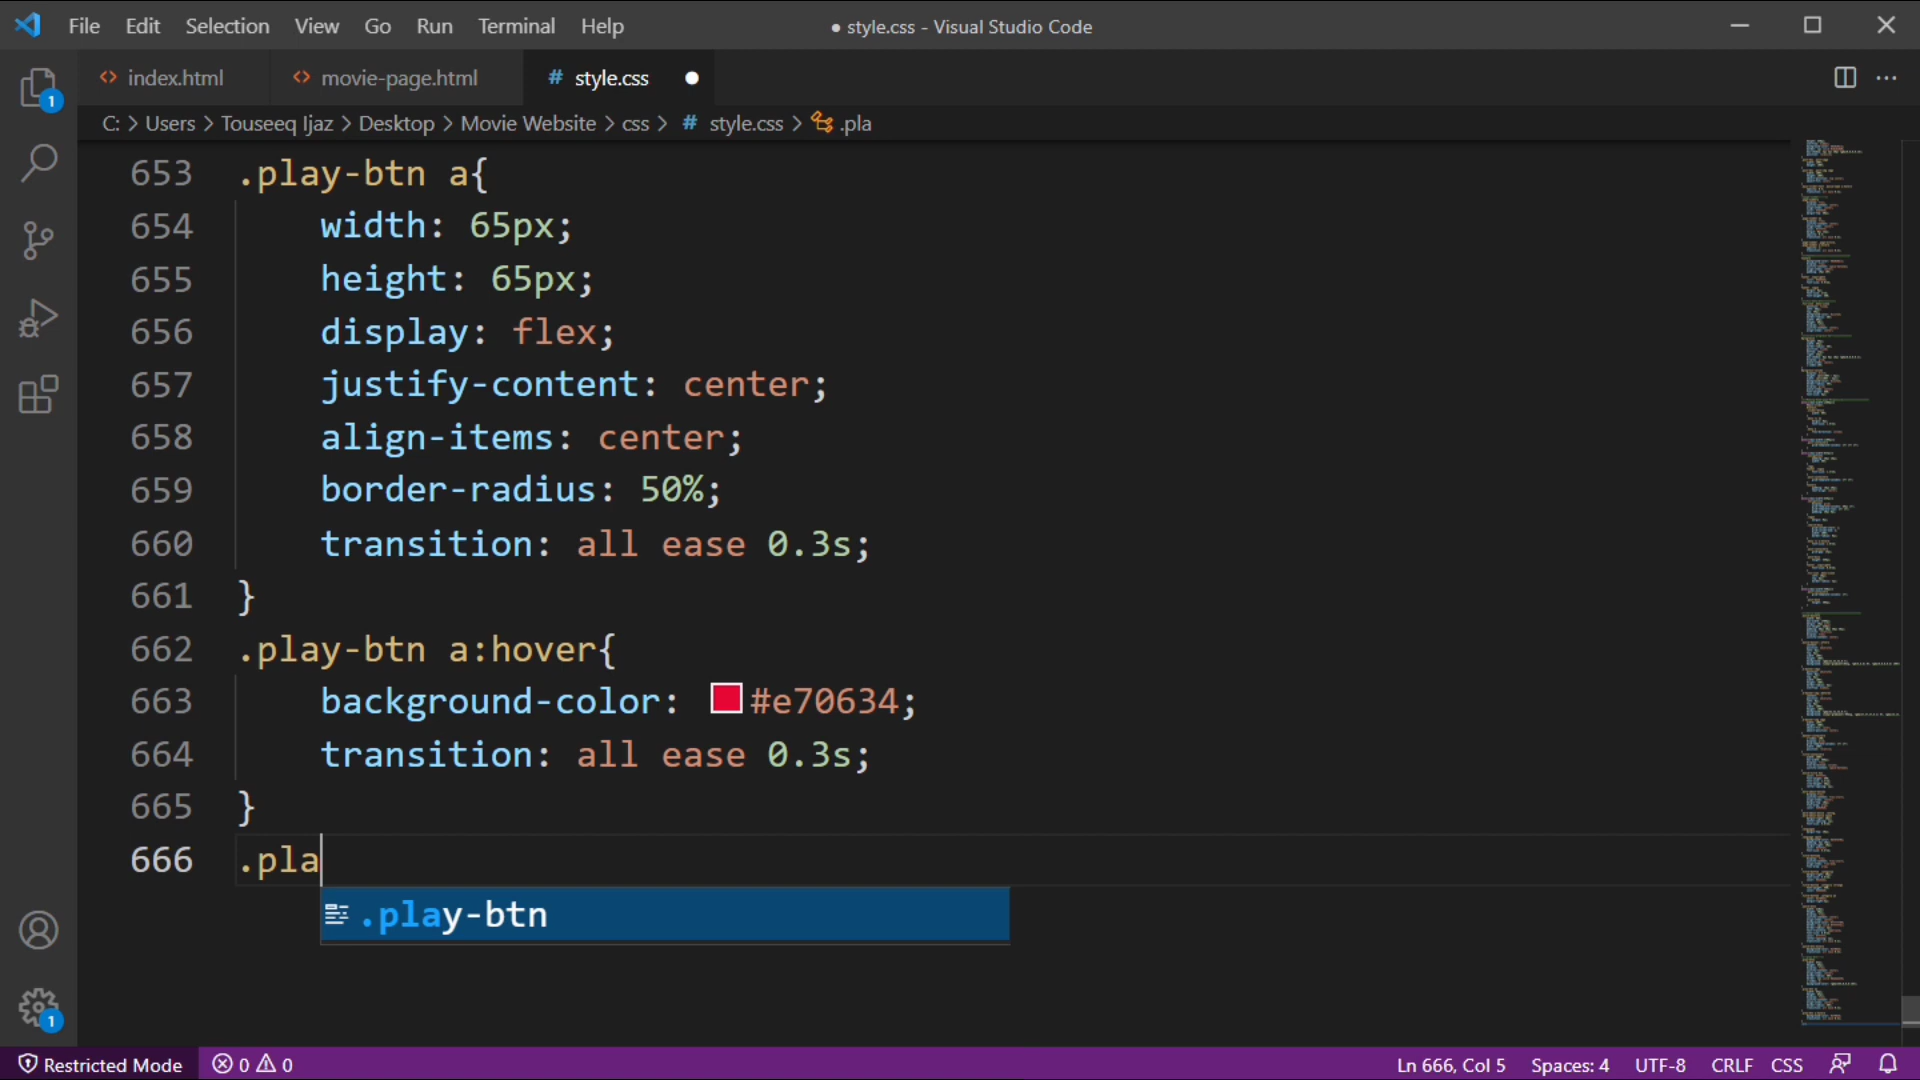 File Edit Selection View Go Run Terminal Help ● style.css - Visual Studio Code
index.html movie-page.html # style.css ●
C: > Users > Touseeq Ijaz > Desktop > Movie Website > css > # style.css > .pla
653 .play-btn a{
654 width: 65px;
655 height: 65px;
656 display: flex;
657 justify-content: center;
658 align-items: center;
659 border-radius: 50%;
660 transition: all ease 0.3s;
661 }
662 .play-btn a:hover{
663 background-color: #e70634;
664 transition: all ease 0.3s;
665 }
666 .pla
.play-btn
1
1
Restricted Mode 0 0 Ln 666, Col 5 Spaces: 4 UTF-8 CRLF CSS